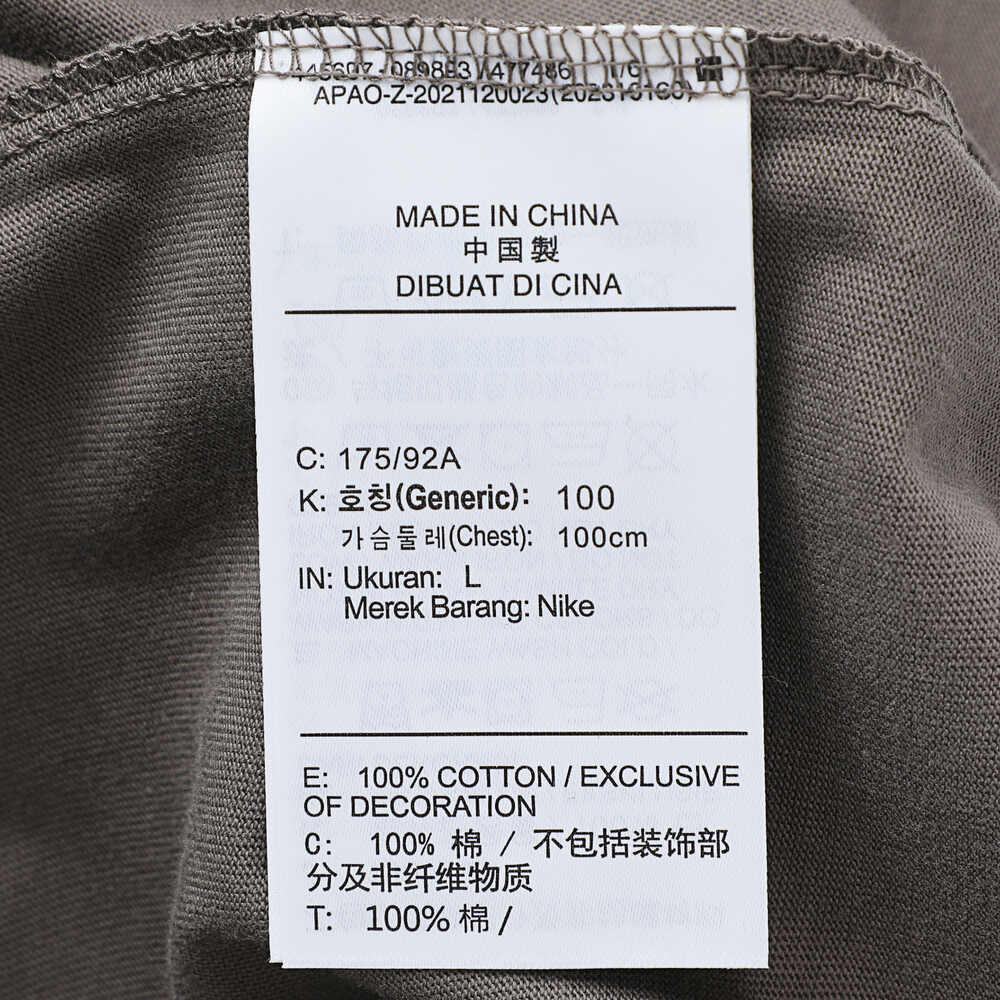 APAO-Z-2021120023
MADE IN CHINA
中国製
DIBUAT DI CINA
C: 175/92A
K: 호칭(Generic): 100
가슴둘레(Chest): 100cm
IN: Ukuran: L
Merek Barang: Nike
E: 100% COTTON / EXCLUSIVE
OF DECORATION
C: 100% 棉 / 不包括装饰部
分及非纤维物质
T: 100% 棉 /